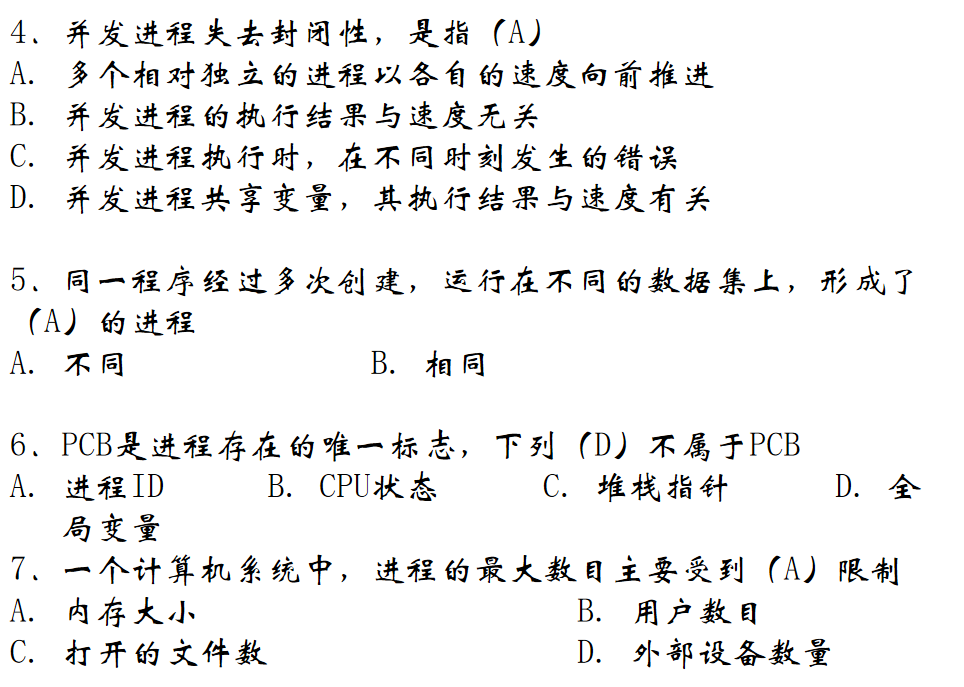 4、并发进程失去封闭性，是指（A）
A. 多个相对独立的进程以各自的速度向前推进
B. 并发进程的执行结果与速度无关
C. 并发进程执行时，在不同时刻发生的错误
D. 并发进程共享变量，其执行结果与速度有关
5、同一程序经过多次创建，运行在不同的数据集上，形成了
（A）的进程
A. 不同 B. 相同
6、PCB是进程存在的唯一标志，下列（D）不属于PCB
A. 进程ID B. CPU状态 C. 堆栈指针 D. 全
局变量
7、一个计算机系统中，进程的最大数目主要受到（A）限制
A. 内存大小 B. 用户数目
C. 打开的文件数 D. 外部设备数量